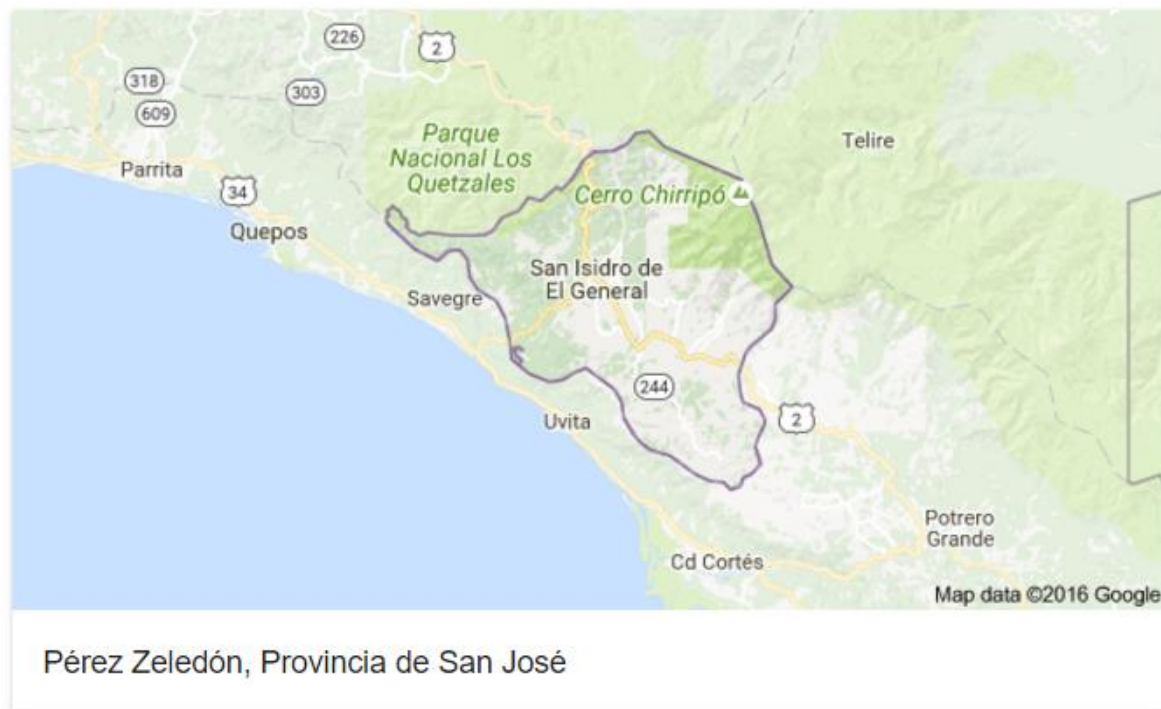 226
2
318
303
609
Parque
Nacional Los
Quetzales
Telire
Parrita
34
Cerro Chirripó
Quepos
San Isidro de
El General
Savegre
244
Uvita
2
Potrero
Grande
Cd Cortés
Map data ©2016 Google
Pérez Zeledón, Provincia de San José